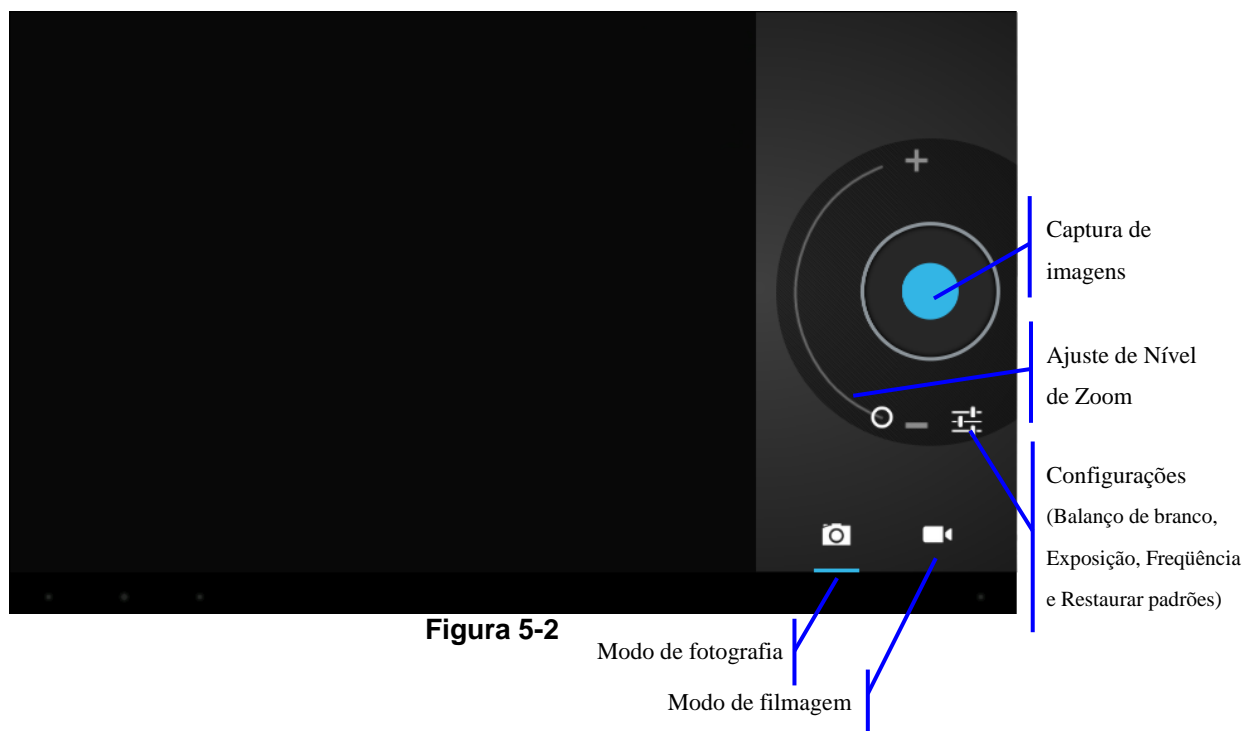 Captura de
imagens
Ajuste de Nível
de Zoom
Configurações
(Balanço de branco,
Exposição, Freqüência
e Restaurar padrões)
Figura 5-2
Modo de fotografia
Modo de filmagem